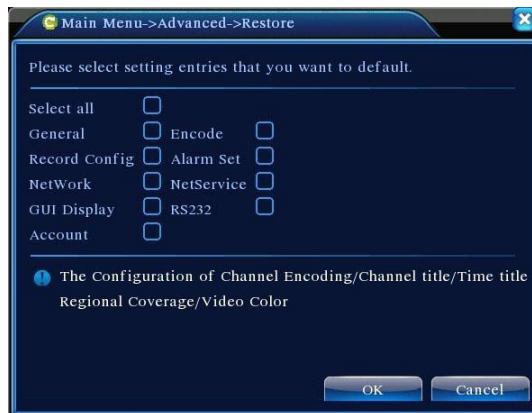 Main Menu->Advanced->Restore
Please select setting entries that you want to default.
Select all
General Encode
Record Config Alarm Set
NetWork NetService
GUI Display RS232
Account
The Configuration of Channel Encoding/Channel title/Time title
Regional Coverage/Video Color
OK Cancel